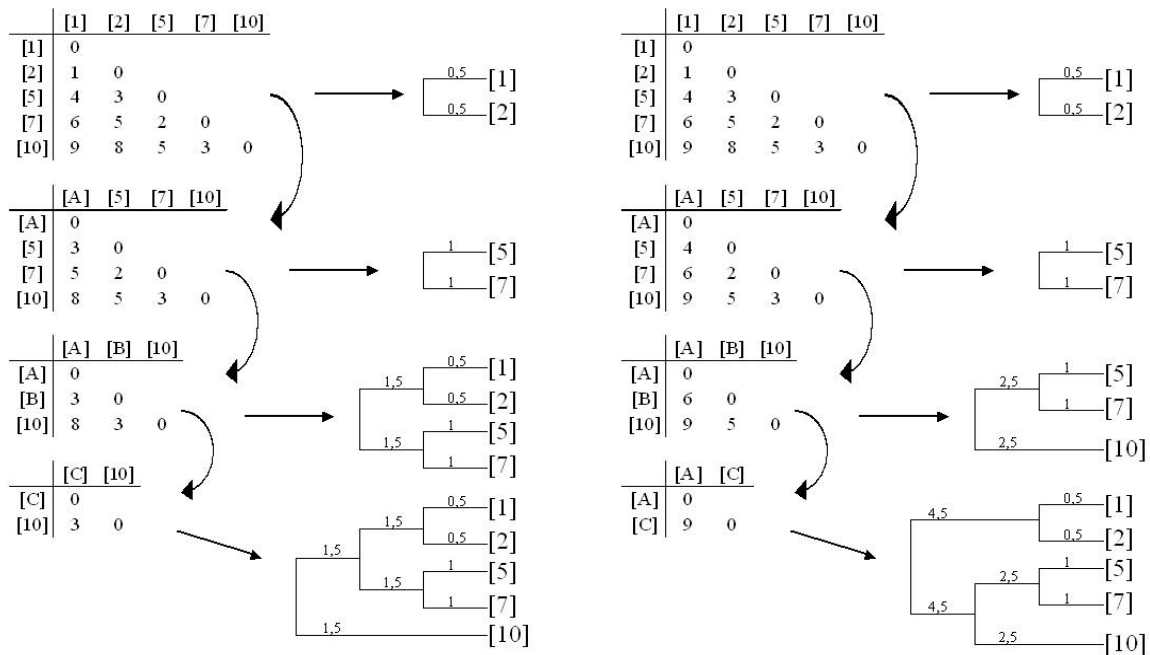 [1] [2] [5] [7] [10]
[1] 0
[2] 1 0
[5] 4 3 0
[7] 6 5 2 0
[10] 9 8 5 3 0
0,5 [1]
0,5 [2]
[A] [5] [7] [10]
[A] 0
[5] 3 0
[7] 5 2 0
[10] 8 5 3 0
1 [5]
1 [7]
[A] [B] [10]
[A] 0
[B] 3 0
[10] 8 3 0
0,5 [1]
1,5
0,5 [2]
1 [5]
1,5
1 [7]
[C] [10]
[C] 0
[10] 3 0
0,5 [1]
1,5
0,5 [2]
1,5
1 [5]
1,5
1 [7]
1,5 [10]
[1] [2] [5] [7] [10]
[1] 0
[2] 1 0
[5] 4 3 0
[7] 6 5 2 0
[10] 9 8 5 3 0
0,5 [1]
0,5 [2]
[A] [5] [7] [10]
[A] 0
[5] 4 0
[7] 6 2 0
[10] 9 5 3 0
1 [5]
1 [7]
[A] [B] [10]
[A] 0
[B] 6 0
[10] 9 5 0
1 [5]
2,5
1 [7]
2,5 [10]
[A] [C]
[A] 0
[C] 9 0
0,5 [1]
4,5
0,5 [2]
1 [5]
2,5
1 [7]
4,5
2,5 [10]